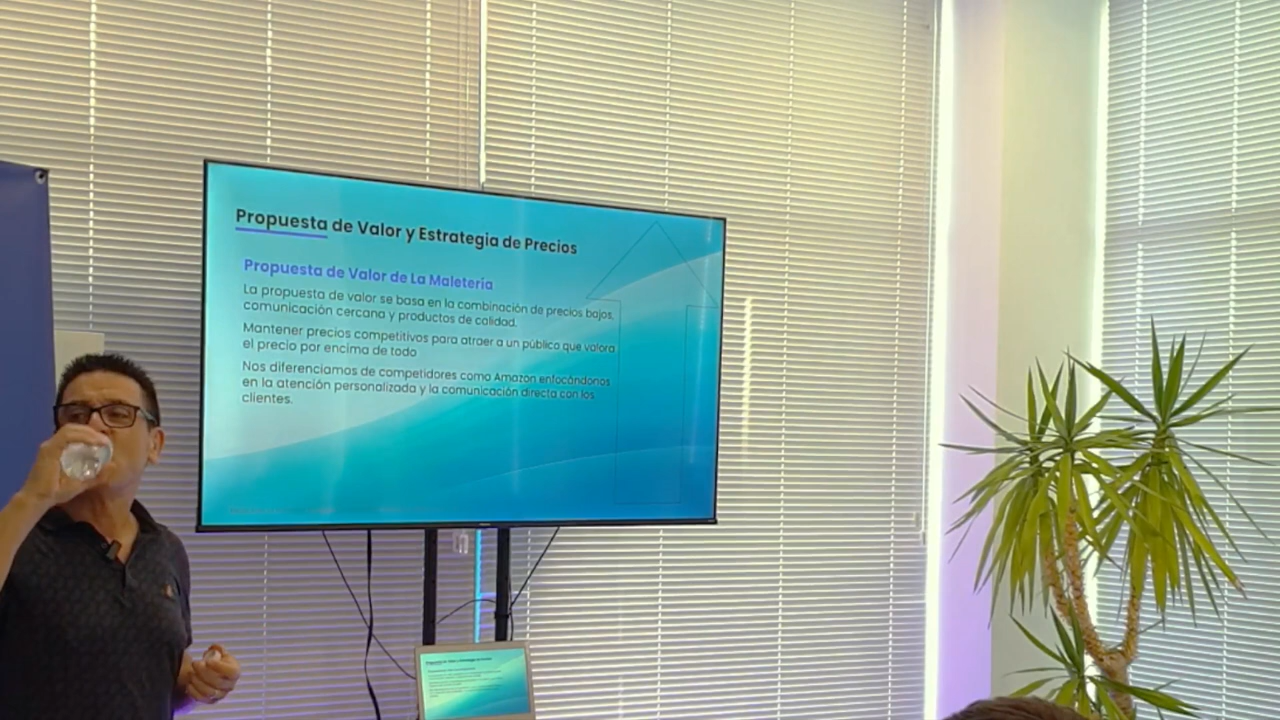 Propuesta de Valor y Estrategia de Precios
Propuesta de Valor de La Maletería
La propuesta de valor se basa en la combinación de precios bajos,
comunicación cercana y productos de calidad.
Mantener precios competitivos para atraer a un público que valora
el precio por encima de todo
Nos diferenciamos de competidores como Amazon enfocándonos
en la atención personalizada y la comunicación directa con los
clientes.